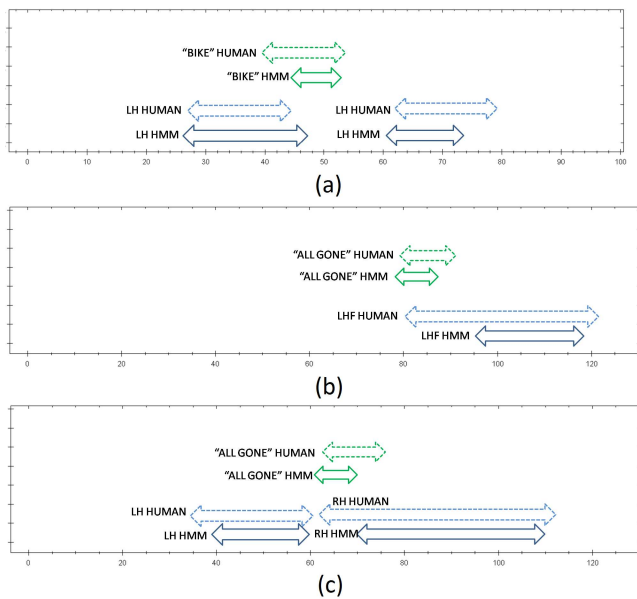 “BIKE” HUMAN
“BIKE” HMM
LH HUMAN LH HUMAN
LH HMM LH HMM
0 10 20 30 40 50 60 70 80 90 100
(a)
“ALL GONE” HUMAN
“ALL GONE” HMM
LHF HUMAN
LHF HMM
0 20 40 60 80 100 120
(b)
“ALL GONE” HUMAN
“ALL GONE” HMM
RH HUMAN
LH HUMAN
LH HMM RH HMM
0 20 40 60 80 100 120
(c)